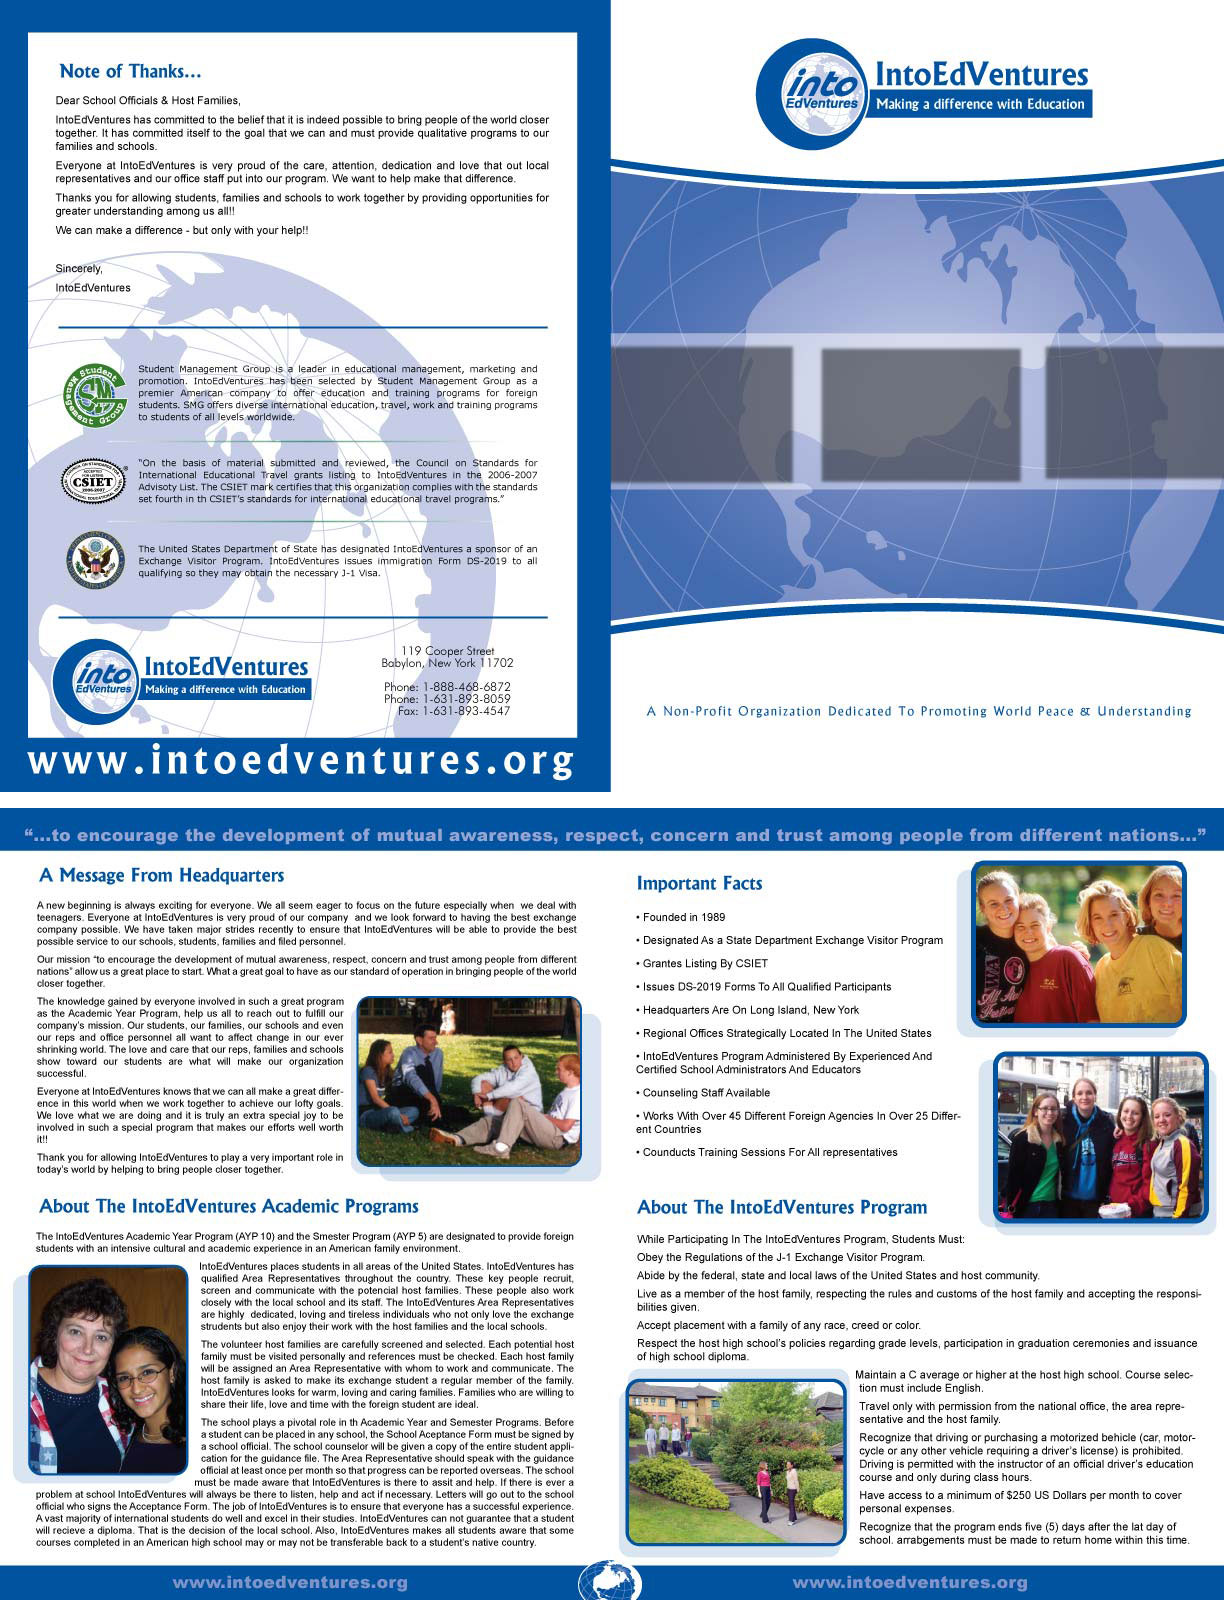 Note of Thanks...
Dear School Officials & Host Families,
IntoEdVentures has committed to the belief that it is indeed possible to bring people of the world closer
together. It has committed itself to the goal that we can and must provide qualitative programs to our
families and schools.
Everyone at IntoEdVentures is very proud of the care, attention, dedication and love that out local
representatives and our office staff put into our program. We want to help make that difference.
Thanks you for allowing students, families and schools to work together by providing opportunities for
greater understanding among us all!!
We can make a difference - but only with your help!!
Sincerely,
IntoEdVentures
Student Management Group
SMG
Student Management Group is a leader in educational management, marketing and
promotion. IntoEdVentures has been selected by Student Management Group as a
premier American company to offer education and training programs for foreign
students. SMG offers diverse international education, travel, work and training programs
to students of all levels worldwide.
CSIET
2006-2007
"On the basis of material submitted and reviewed, the Council on Standards for
International Educational Travel grants listing to IntoEdVentures in the 2006-2007
Advisory List. The CSIET mark certifies that this organization complies with the standards
set fourth in th CSIET's standards for international educational travel programs."
The United States Department of State has designated IntoEdVentures a sponsor of an
Exchange Visitor Program. IntoEdVentures issues immigration Form DS-2019 to all
qualifying so they may obtain the necessary J-1 Visa.
into
EdVentures
IntoEdVentures
Making a difference with Education
119 Cooper Street
Babylon, New York 11702
Phone: 1-888-468-6872
Phone: 1-631-893-8059
Fax: 1-631-893-4547
www.intoedventures.org
into
EdVentures
IntoEdVentures
Making a difference with Education
A Non-Profit Organization Dedicated To Promoting World Peace & Understanding
"...to encourage the development of mutual awareness, respect, concern and trust among people from different nations..."
A Message From Headquarters
A new beginning is always exciting for everyone. We all seem eager to focus on the future especially when we deal with
teenagers. Everyone at IntoEdVentures is very proud of our company and we look forward to having the best exchange
company possible. We have taken major strides recently to ensure that IntoEdVentures will be able to provide the best
possible service to our schools, students, families and filed personnel.
Our mission "to encourage the development of mutual awareness, respect, concern and trust among people from different
nations" allow us a great place to start. What a great goal to have as our standard of operation in bringing people of the world
closer together.
The knowledge gained by everyone involved in such a great program
as the Academic Year Program, help us all to reach out to fulfill our
company's mission. Our students, our families, our schools and even
our reps and office personnel all want to affect change in our ever
shrinking world. The love and care that our reps, families and schools
show toward our students are what will make our organization
successful.
Everyone at IntoEdVentures knows that we can all make a great differ-
ence in this world when we work together to achieve our lofty goals.
We love what we are doing and it is truly an extra special joy to be
involved in such a special program that makes our efforts well worth
it!!
Thank you for allowing IntoEdVentures to play a very important role in
today's world by helping to bring people closer together.
About The IntoEdVentures Academic Programs
The IntoEdVentures Academic Year Program (AYP 10) and the Smester Program (AYP 5) are designated to provide foreign
students with an intensive cultural and academic experience in an American family environment.
IntoEdVentures places students in all areas of the United States. IntoEdVentures has
qualified Area Representatives throughout the country. These key people recruit,
screen and communicate with the potencial host families. These people also work
closely with the local school and its staff. The IntoEdVentures Area Representatives
are highly dedicated, loving and tireless individuals who not only love the exchange
strudents but also enjoy their work with the host families and the local schools.
The volunteer host families are carefully screened and selected. Each potential host
family must be visited personally and references must be checked. Each host family
will be assigned an Area Representative with whom to work and communicate. The
host family is asked to make its exchange student a regular member of the family.
IntoEdVentures looks for warm, loving and caring families. Families who are willing to
share their life, love and time with the foreign student are ideal.
The school plays a pivotal role in th Academic Year and Semester Programs. Before
a student can be placed in any school, the School Aceptance Form must be signed by
a school official. The school counselor will be given a copy of the entire student appli-
cation for the guidance file. The Area Representative should speak with the guidance
official at least once per month so that progress can be reported overseas. The school
must be made aware that IntoEdVentures is there to assit and help. If there is ever a
problem at school IntoEdVentures will always be there to listen, help and act if necessary. Letters will go out to the school
official who signs the Acceptance Form. The job of IntoEdVentures is to ensure that everyone has a successful experience.
A vast majority of international students do well and excel in their studies. IntoEdVentures can not guarantee that a student
will recieve a diploma. That is the decision of the local school. Also, IntoEdVentures makes all students aware that some
courses completed in an American high school may or may not be transferable back to a student's native country.
Important Facts
• Founded in 1989
• Designated As a State Department Exchange Visitor Program
• Grantes Listing By CSIET
• Issues DS-2019 Forms To All Qualified Participants
• Headquarters Are On Long Island, New York
• Regional Offices Strategically Located In The United States
• IntoEdVentures Program Administered By Experienced And
Certified School Administrators And Educators
• Counseling Staff Available
• Works With Over 45 Different Foreign Agencies In Over 25 Differ-
ent Countries
• Counducts Training Sessions For All representatives
About The IntoEdVentures Program
While Participating In The IntoEdVentures Program, Students Must:
Obey the Regulations of the J-1 Exchange Visitor Program.
Abide by the federal, state and local laws of the United States and host community.
Live as a member of the host family, respecting the rules and customs of the host family and accepting the responsi-
bilities given.
Accept placement with a family of any race, creed or color.
Respect the host high school's policies regarding grade levels, participation in graduation ceremonies and issuance
of high school diploma.
Maintain a C average or higher at the host high school. Course selec-
tion must include English.
Travel only with permission from the national office, the area repre-
sentative and the host family.
Recognize that driving or purchasing a motorized behicle (car, motor-
cycle or any other vehicle requiring a driver's license) is prohibited.
Driving is permitted with the instructor of an official driver's education
course and only during class hours.
Have access to a minimum of $250 US Dollars per month to cover
personal expenses.
Recognize that the program ends five (5) days after the lat day of
school. arrabgements must be made to return home within this time.
www.intoedventures.org
www.intoedventures.org